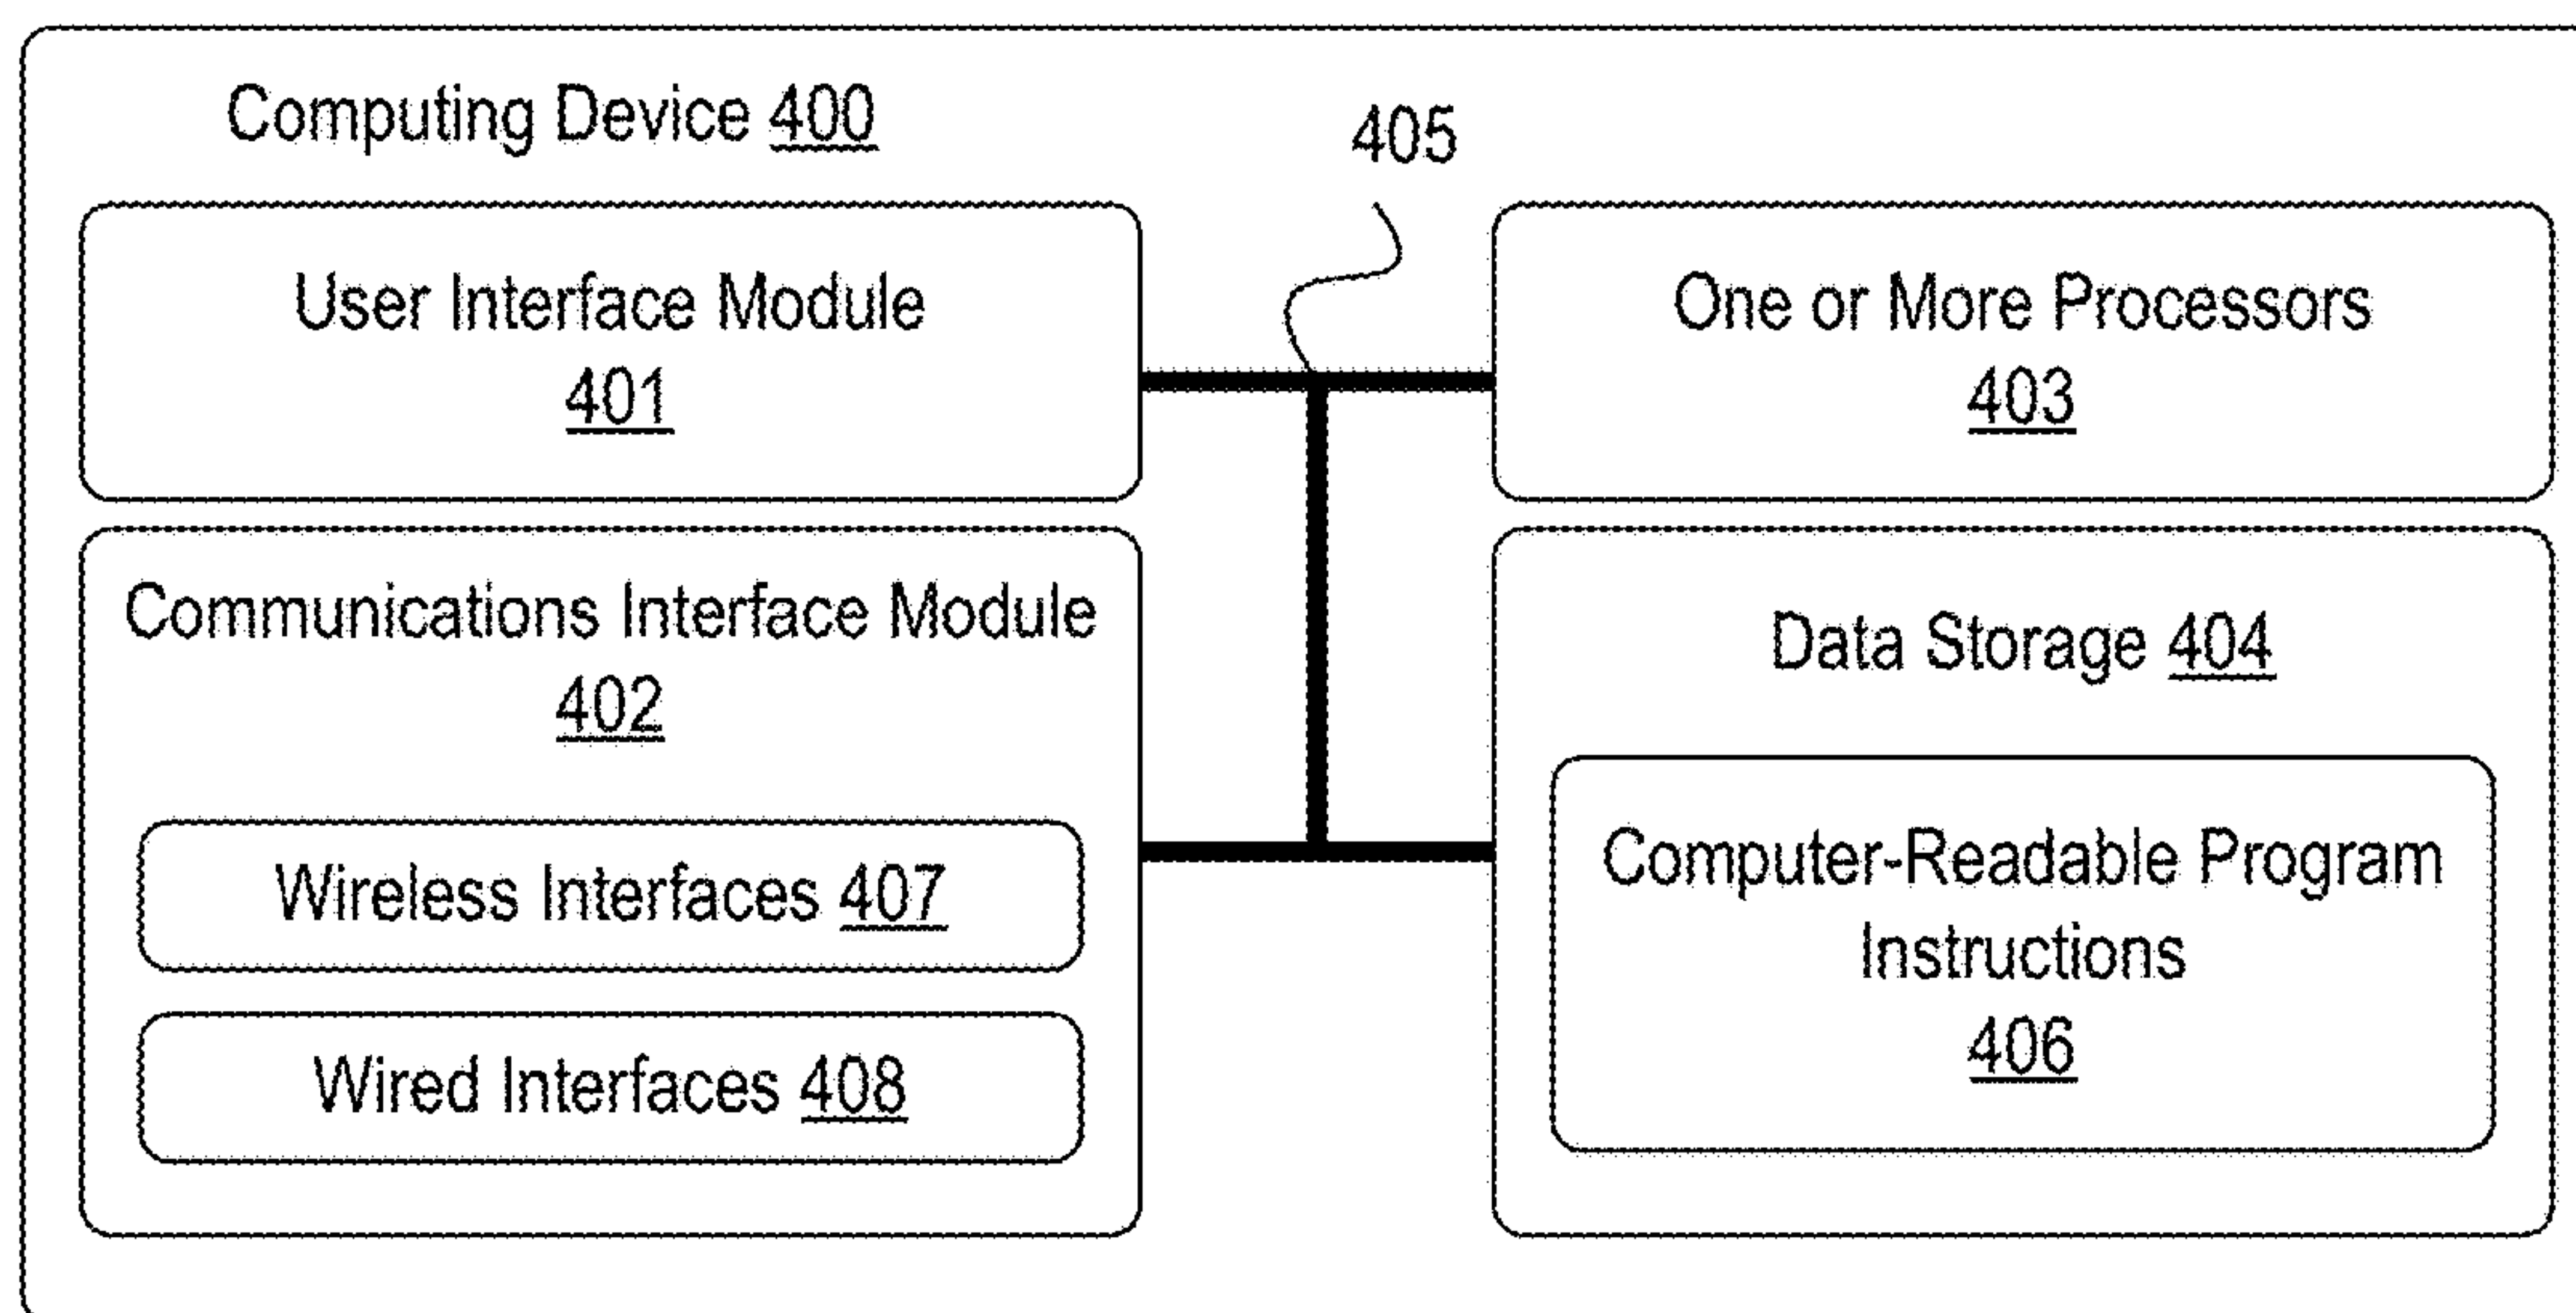 Computing Device 400
405
User Interface Module
401
One or More Processors
403
Communications Interface Module
402
Wireless Interfaces 407
Wired Interfaces 408
Data Storage 404
Computer-Readable Program
Instructions
406